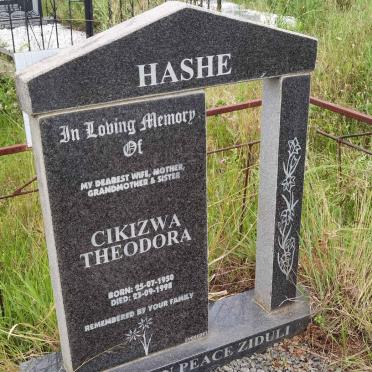 HASHE
In Loving Memory
Of
MY DEAREST WIFE, MOTHER,
GRANDMOTHER & SISTER
CIKIZWA
THEODORA
BORN: 25-07-1950
DIED: 23-09-1998
REMEMBERED BY YOUR FAMILY
PEACE ZIDULI